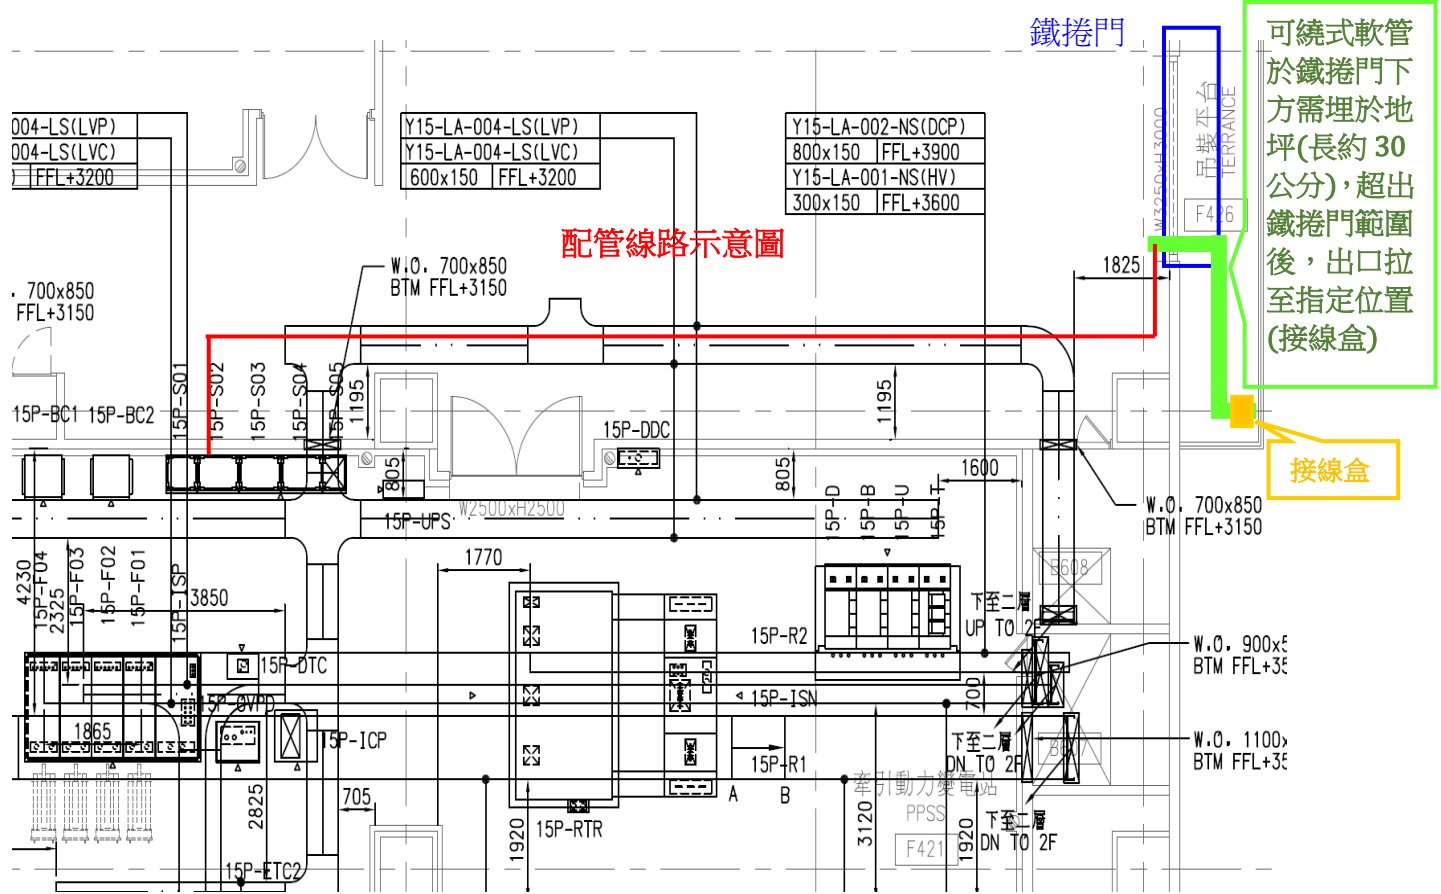 鐵捲門
可繞式軟管
於鐵捲門下
方需埋於地
坪(長約 30
公分)，超出
鐵捲門範圍
後，出口拉
至指定位置
(接線盒)
接線盒
配管線路示意圖
004-LS(LVP)
004-LS(LVC)
) FFL+3200
Y15-LA-004-LS(LVP)
Y15-LA-004-LS(LVC)
600x150 FFL+3200
Y15-LA-002-NS(DCP)
800x150 FFL+3900
Y15-LA-001-NS(HV)
300x150 FFL+3600
W3250xH3000
吊裝平台
TERRANCE
F426
1825
W.O. 700x850
BTM FFL+3150
. 700x850
FFL+3150
15P-BC1 15P-BC2
15P-S01
15P-S02
15P-S03
15P-S04
15P-S05
1195
1195
15P-DDC
805
805
1600
15P-UPS
W2500xH2500
15P-D
15P-B
15P-U
15P-T
W.O. 700x850
BTM FFL+3150
4230
2325
15P-F04
15P-F03
15P-F02
15P-F01
15P-ISP
3850
1770
B608
下至二層
UP TO 2F
15P-R2
15P-DTC
15P-OVPD
15P-ISN
700
W.O. 900x5
BTM FFL+35
1865
15P-ICP
下至二層
DN TO 2F
B607
W.O. 1100x
BTM FFL+35
15P-R1
A
B
牽引動力變電站
PPSS
F421
2825
705
15P-RTR
1920
3120
1920
下至二層
DN TO 2F
15P-ETC2